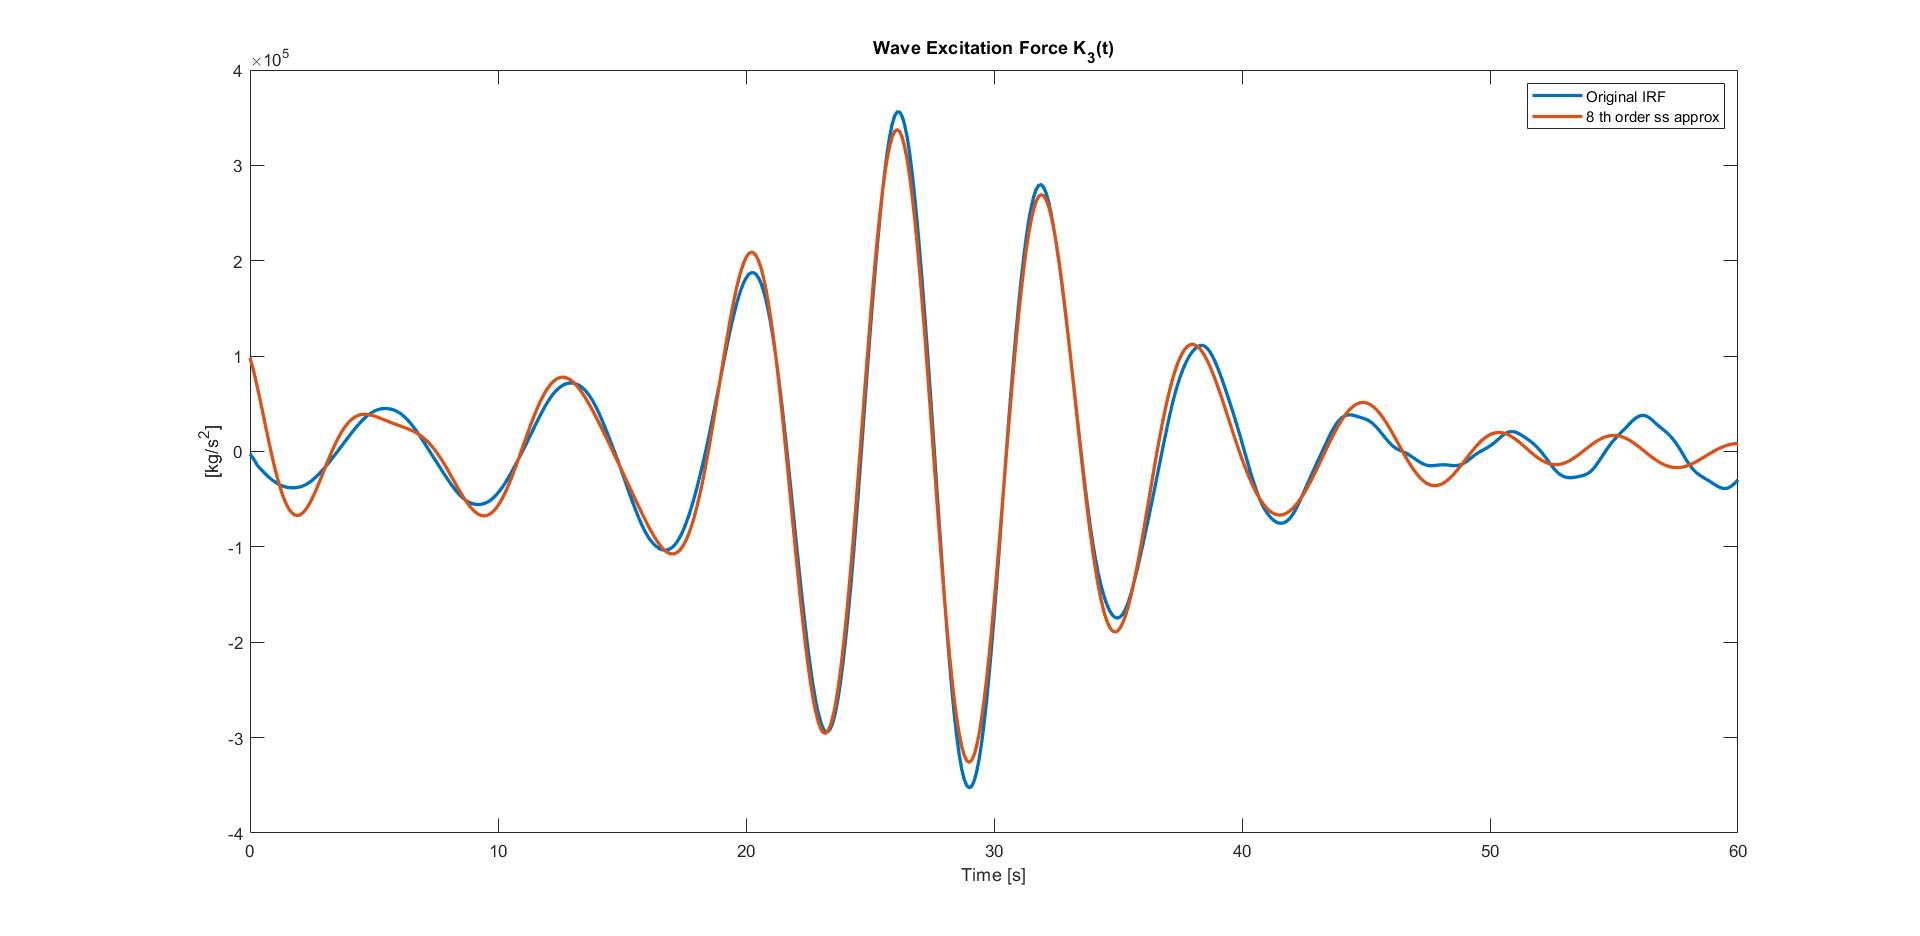 Wave Excitation Force K3(t)
×10^5
Original IRF
8 th order ss approx
4
3
2
1
0
-1
-2
-3
-4
[kg/s^2]
0 10 20 30 40 50 60
Time [s]